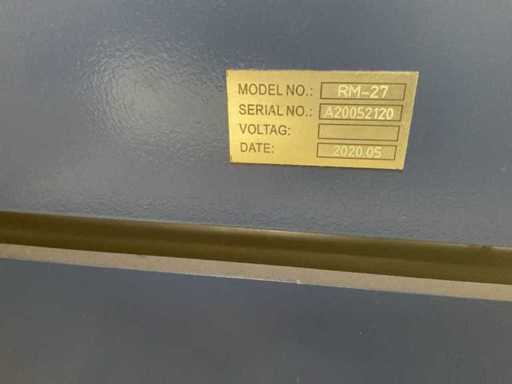 MODEL NO.: RM-27
SERIAL NO.: A20052120
VOLTAG:
DATE: 2020.05